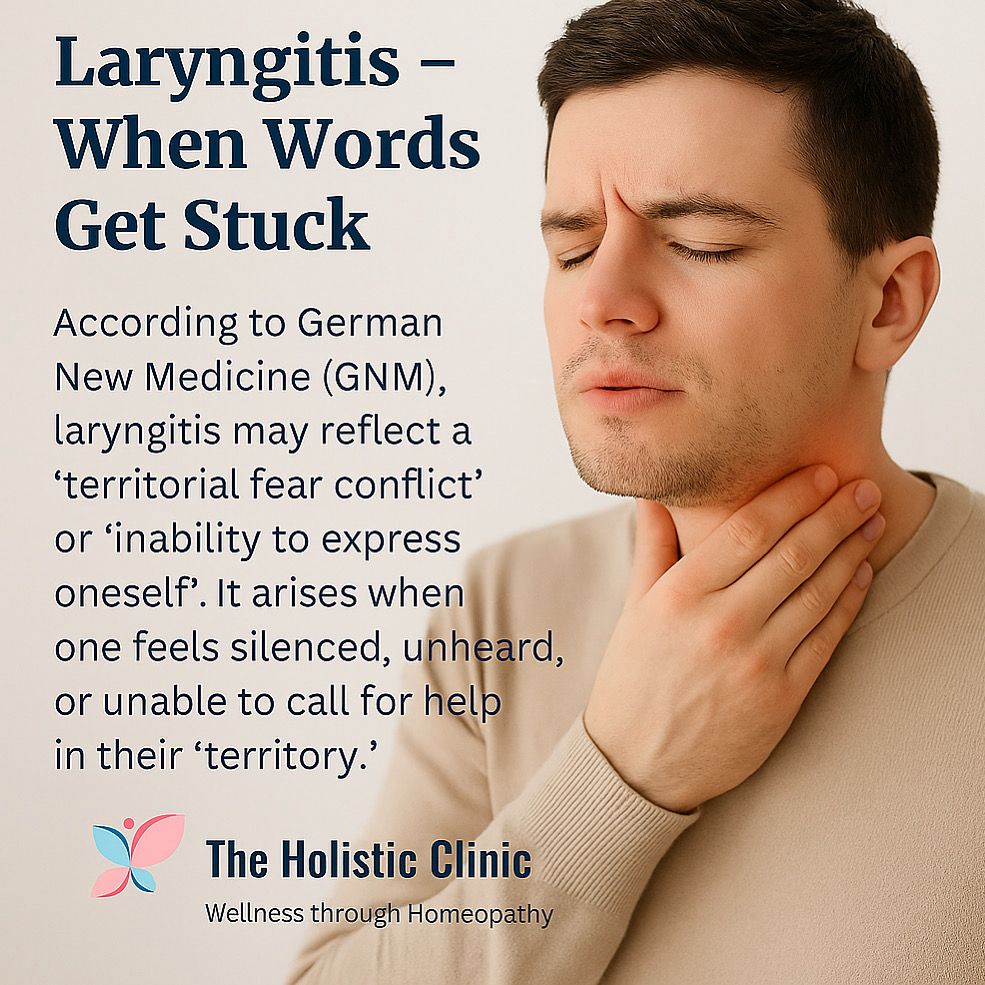 Laryngitis –
When Words
Get Stuck
According to German
New Medicine (GNM),
laryngitis may reflect a
‘territorial fear conflict’
or ‘inability to express
oneself’. It arises when
one feels silenced, unheard,
or unable to call for help
in their ‘territory.’
The Holistic Clinic
Wellness through Homeopathy